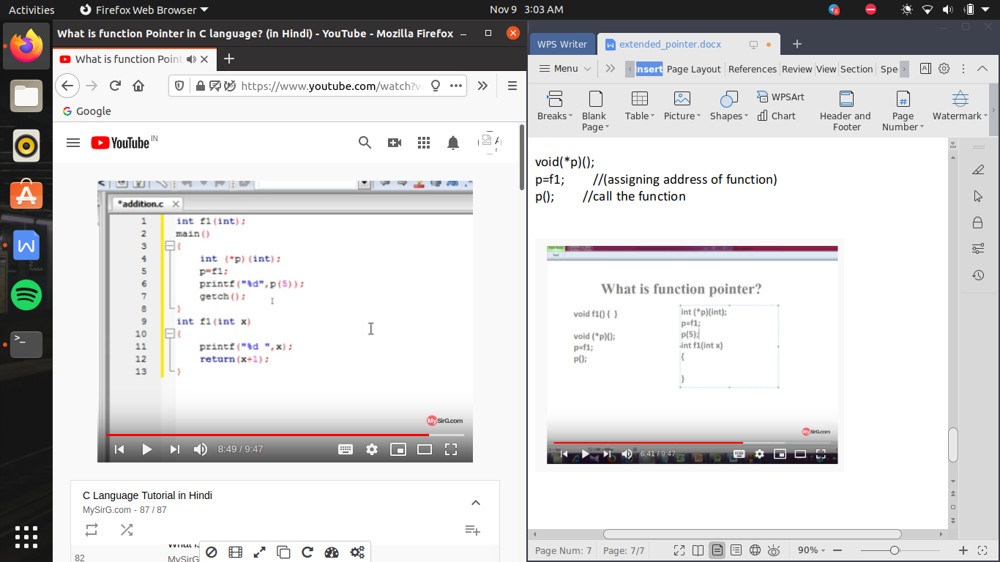 Activities
Firefox Web Browser
Nov 9 3:03 AM
8
What is function Pointer in C language? (in Hindi) - YouTube - Mozilla Firefox
What is function Point
https://www.youtube.com/watch?v=
Google
YouTube IN
*addition.c
1 int f1(int);
2 main()
3 {
4 int (*p)(int);
5 p=f1;
6 printf("%d",p(5));
7 getch();
8 }
9 int f1(int x)
10 {
11 printf("%d ",x);
12 return(x+1);
13 }
MySirG.com
8:49 / 9:47
C Language Tutorial in Hindi
MySirG.com - 87 / 87
82
MySirG
WPS Writer
extended_pointer.docx
Menu
Insert
Page Layout
References
Review
View
Section
Spe
Breaks
Blank Page
Table
Picture
Shapes
WPSArt
Chart
Header and Footer
Page Number
Watermark
void(*p)();
p=f1; //(assigning address of function)
p(); //call the function
What is function pointer?
void f1() { }
void (*p)();
p=f1;
p();
int (*p)(int);
p=f1;
p(5);
int f1(int x)
{
}
MySirG.com
6:41 / 9:47
Page Num: 7
Page: 7/7
90%